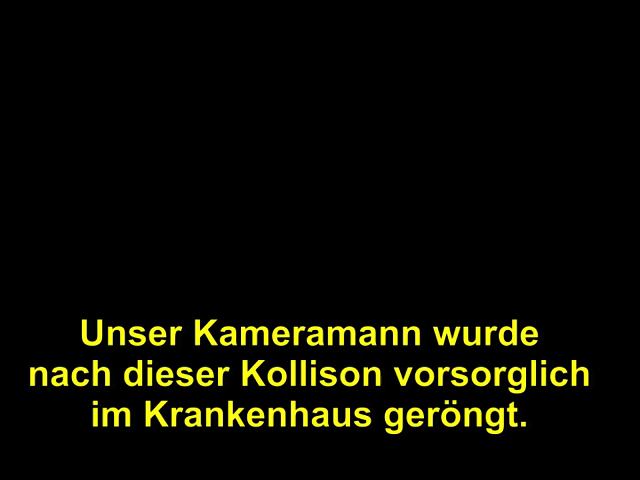 Unser Kameramann wurde
nach dieser Kollison vorsorglich
im Krankenhaus geröngt.